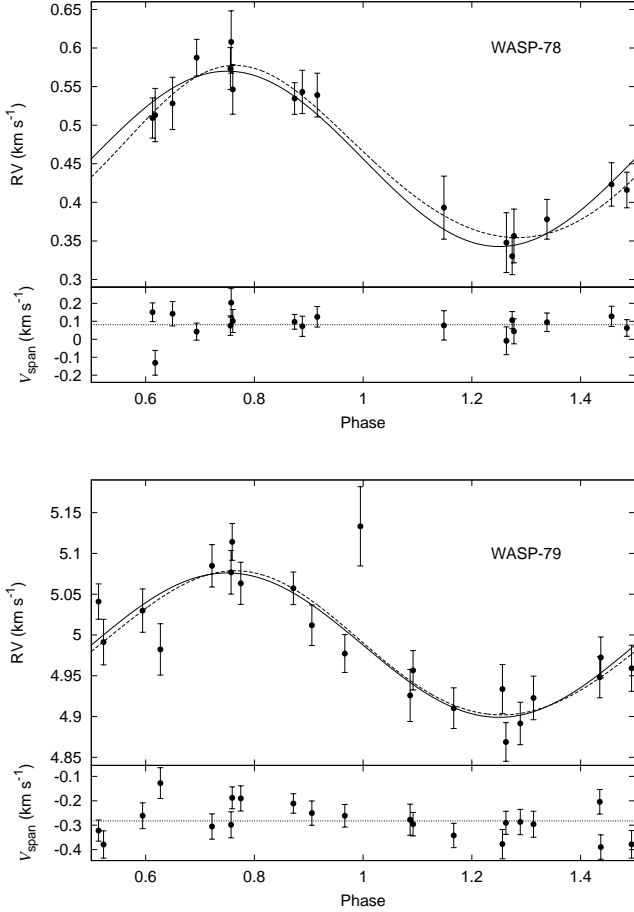 0.65
0.6
0.55
0.5
0.45
0.4
0.35
0.3
RV (km s⁻¹)
WASP-78
0.2
0.1
0
-0.1
-0.2
V_span (km s⁻¹)
0.6 0.8 1 1.2 1.4
Phase
5.15
5.1
5.05
5
4.95
4.9
4.85
RV (km s⁻¹)
WASP-79
-0.1
-0.2
-0.3
-0.4
V_span (km s⁻¹)
0.6 0.8 1 1.2 1.4
Phase